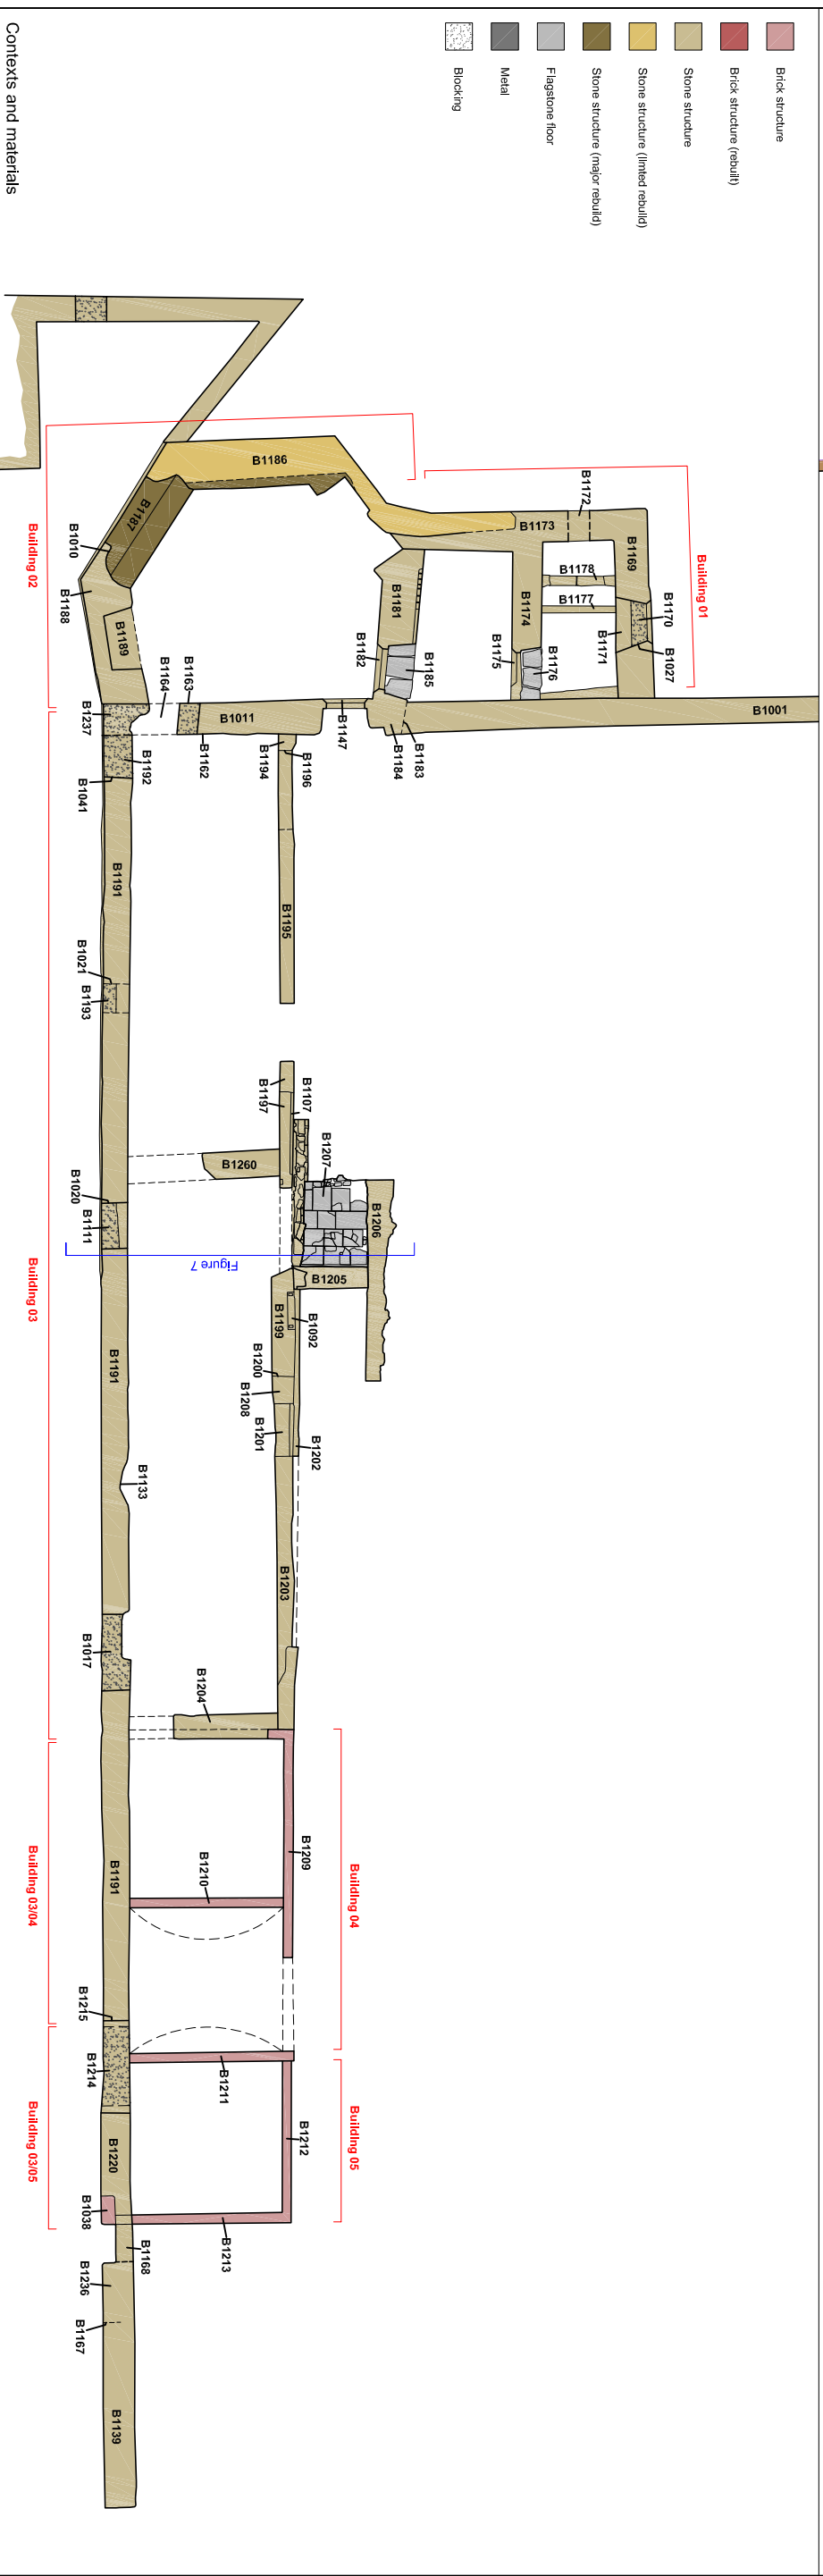 Contexts and materials
Brick structure
Brick structure (rebuilt)
Stone structure
Stone structure (limted rebuild)
Stone structure (major rebuild)
Flagstone floor
Metal
Blocking
Building 01
B1172
B1173
B1169
B1170
B1027
B1171
B1178
B1177
B1174
B1175
B1176
B1001
Building 02
B1186
B1187
B1010
B1188
B1189
B1181
B1182
B1185
B1183
B1184
B1147
B1164
B1163
B1011
B1162
B1237
B1192
B1041
B1194
B1196
B1195
B1191
B1021
B1193
Building 03
B1197
B1107
B1207
B1206
B1205
B1260
B1020
B1111
Figure 7
B1199
B1092
B1200
B1208
B1201
B1202
B1191
B1133
B1203
B1017
B1204
Building 04
B1209
B1210
B1191
Building 03/04
B1215
B1214
B1211
Building 05
B1212
B1220
B1038
B1213
Building 03/05
B1168
B1236
B1167
B1139